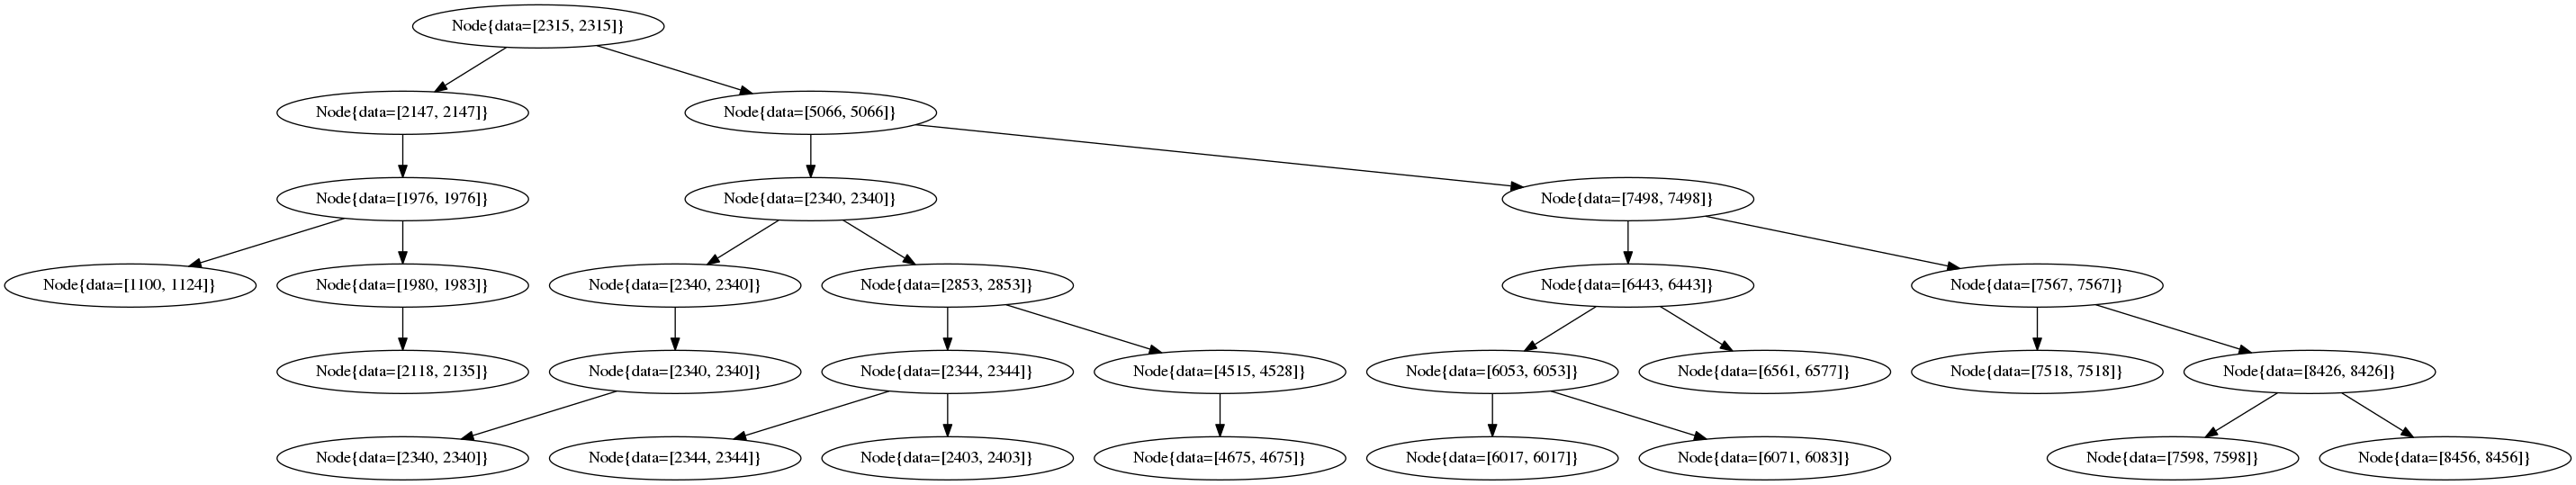 Node{data=[2315, 2315]}
Node{data=[2147, 2147]}
Node{data=[5066, 5066]}
Node{data=[1976, 1976]}
Node{data=[2340, 2340]}
Node{data=[7498, 7498]}
Node{data=[1100, 1124]}
Node{data=[1980, 1983]}
Node{data=[2340, 2340]}
Node{data=[2853, 2853]}
Node{data=[6443, 6443]}
Node{data=[7567, 7567]}
Node{data=[2118, 2135]}
Node{data=[2340, 2340]}
Node{data=[2344, 2344]}
Node{data=[4515, 4528]}
Node{data=[6053, 6053]}
Node{data=[6561, 6577]}
Node{data=[7518, 7518]}
Node{data=[8426, 8426]}
Node{data=[2340, 2340]}
Node{data=[2344, 2344]}
Node{data=[2403, 2403]}
Node{data=[4675, 4675]}
Node{data=[6017, 6017]}
Node{data=[6071, 6083]}
Node{data=[7598, 7598]}
Node{data=[8456, 8456]}